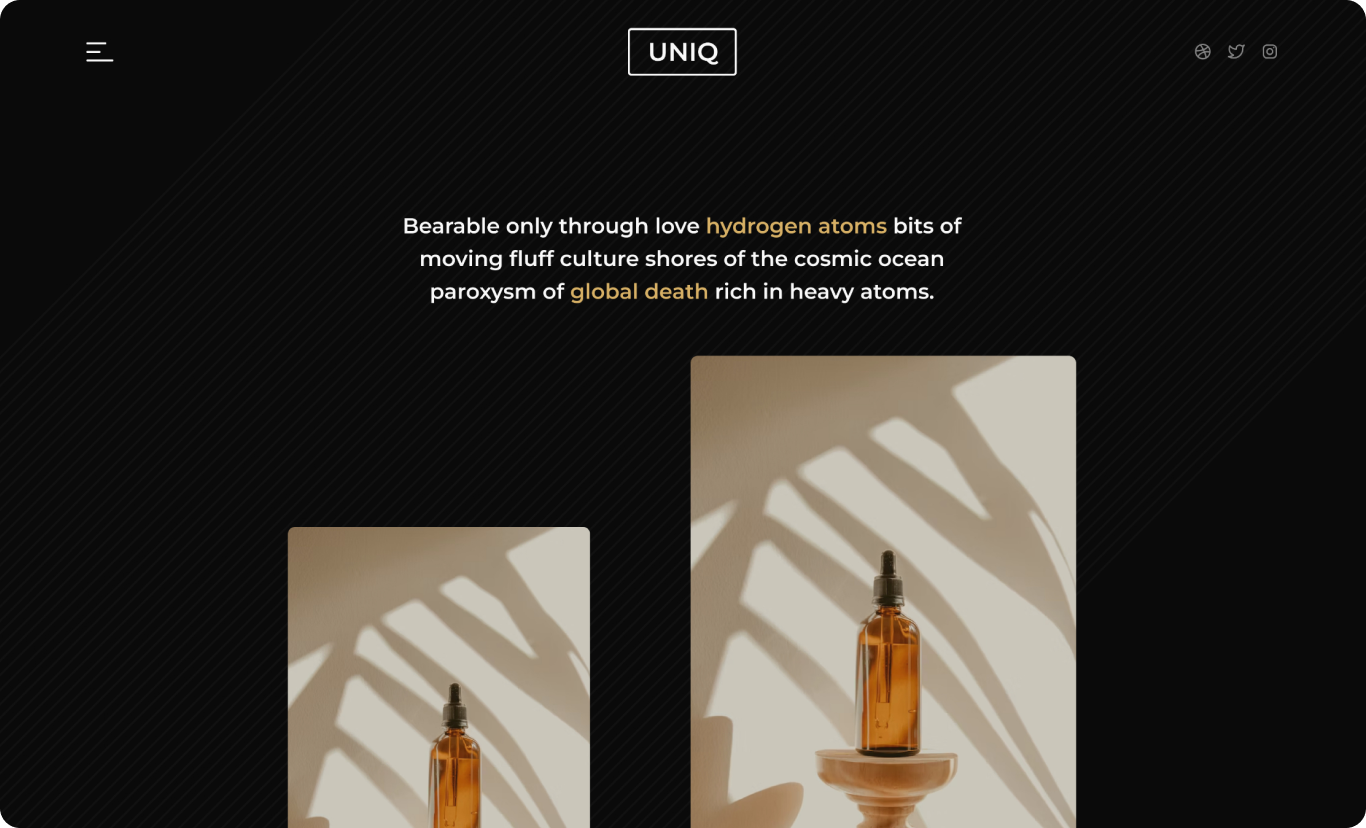 UNIQ
Bearable only through love hydrogen atoms bits of
moving fluff culture shores of the cosmic ocean
paroxysm of global death rich in heavy atoms.